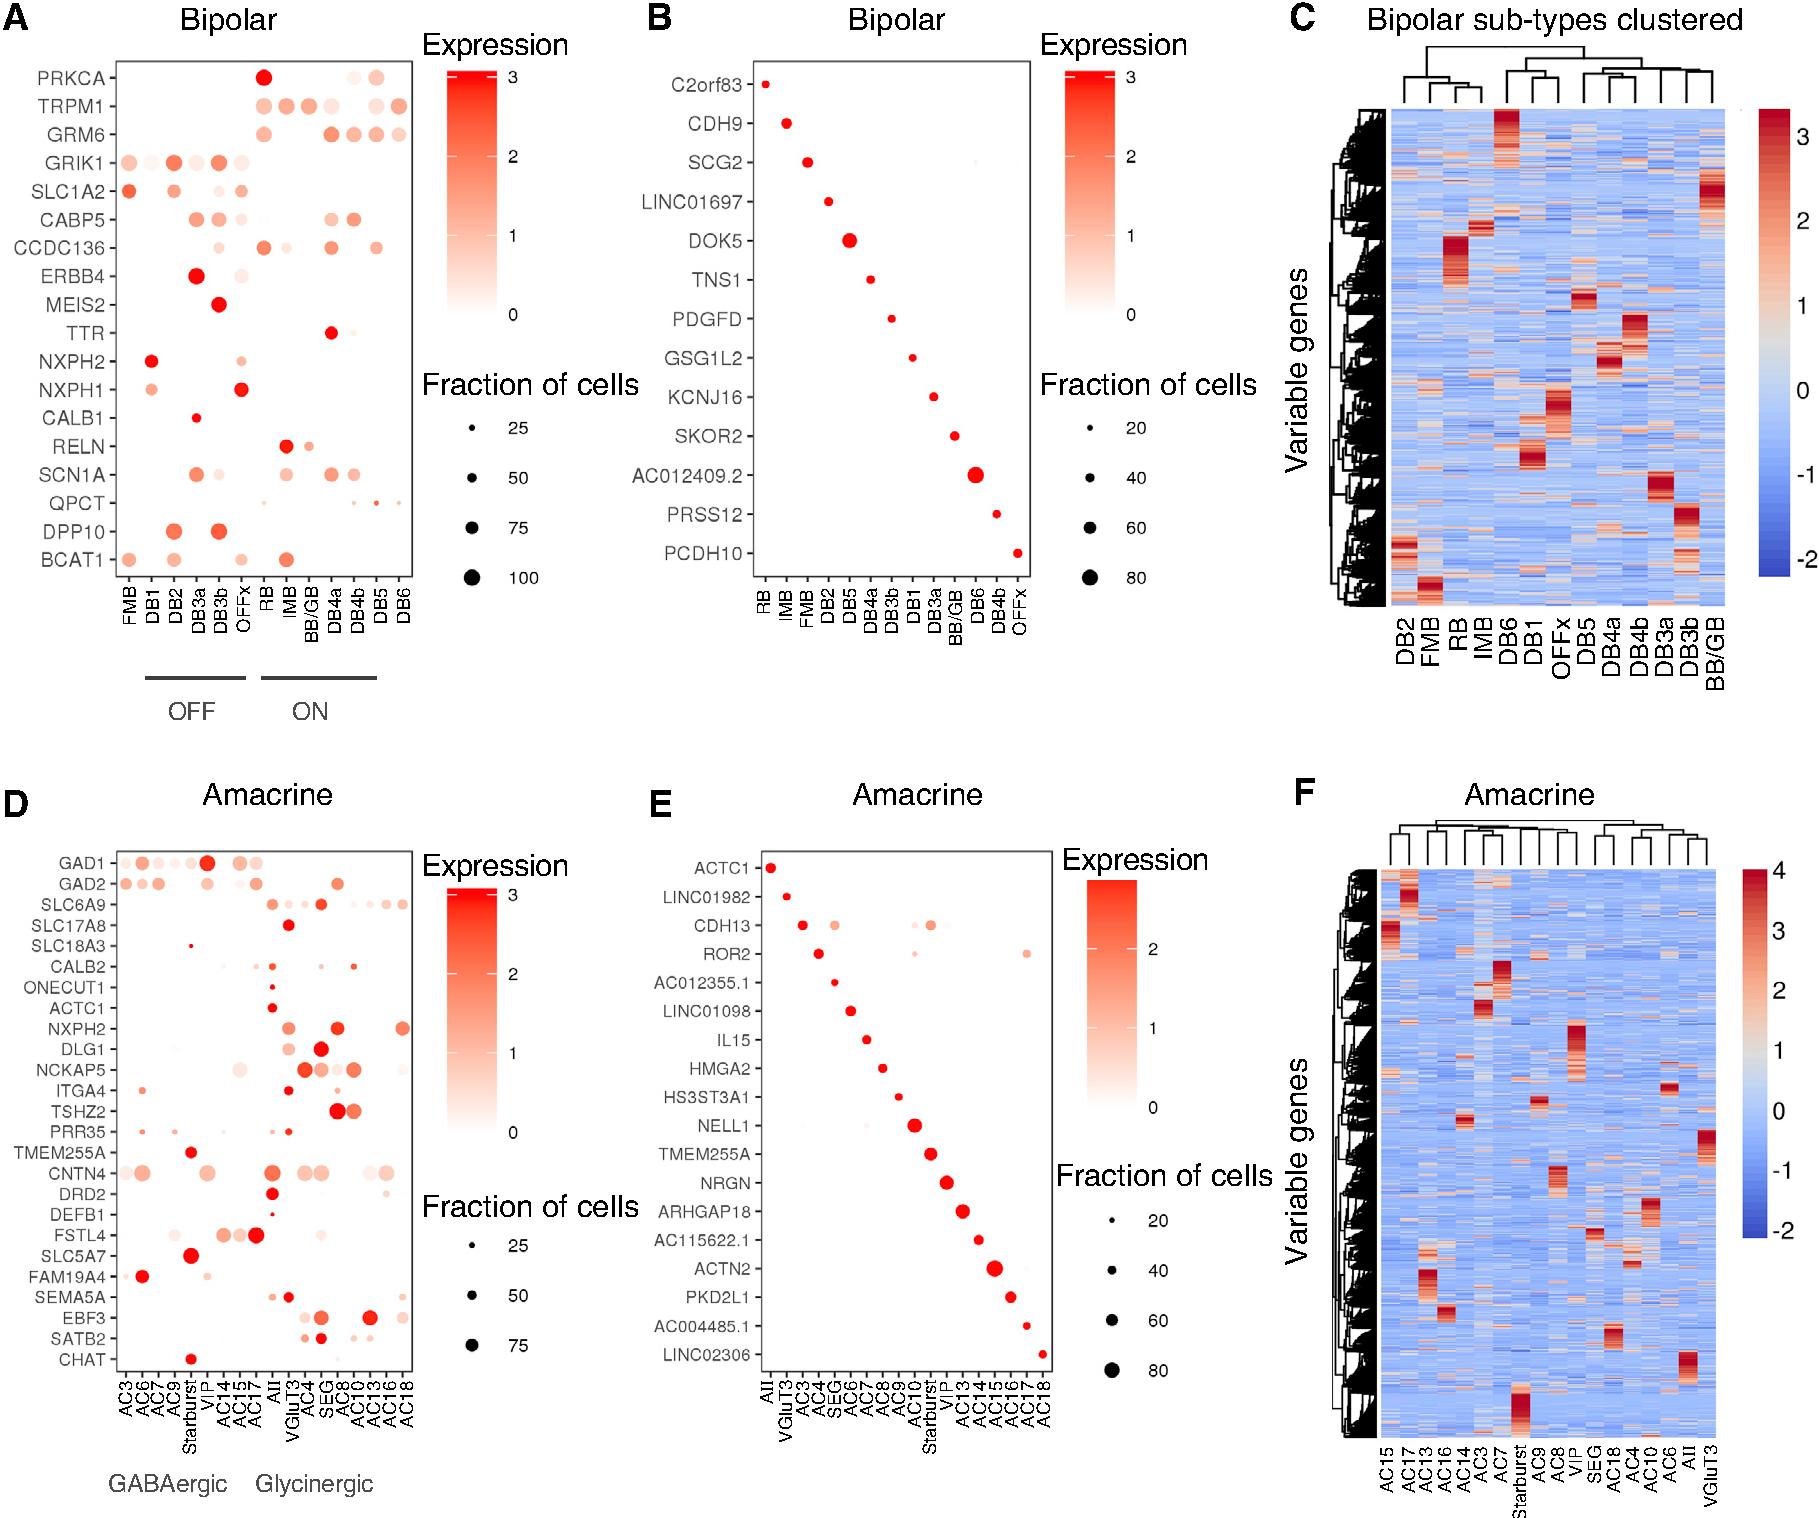 A
Bipolar
Expression
3
2
1
0
Fraction of cells
25
50
75
100
PRKCA
TRPM1
GRM6
GRIK1
SLC1A2
CABP5
CCDC136
ERBB4
MEIS2
TTR
NXPH2
NXPH1
CALB1
RELN
SCN1A
QPCT
DPP10
BCAT1
FMB
DB1
DB2
DB3a
DB3b
OFFx
RB
IMB
BB/GB
DB4a
DB4b
DB5
DB6
OFF
ON
B
Bipolar
Expression
3
2
1
0
Fraction of cells
20
40
60
80
C2orf83
CDH9
SCG2
LINC01697
DOK5
TNS1
PDGFD
GSG1L2
KCNJ16
SKOR2
AC012409.2
PRSS12
PCDH10
RB
IMB
FMB
DB2
DB5
DB4a
DB3b
DB1
DB3a
BB/GB
DB6
DB4b
OFFx
C
Bipolar sub-types clustered
Variable genes
3
2
1
0
-1
-2
DB2
FMB
RB
IMB
DB6
DB1
OFFx
DB5
DB4a
DB4b
DB3a
DB3b
BB/GB
D
Amacrine
Expression
3
2
1
0
Fraction of cells
25
50
75
GAD1
GAD2
SLC6A9
SLC17A8
SLC18A3
CALB2
ONECUT1
ACTC1
NXPH2
DLG1
NCKAP5
ITGA4
TSHZ2
PRR35
TMEM255A
CNTN4
DRD2
DEFB1
FSTL4
SLC5A7
FAM19A4
SEMA5A
EBF3
SATB2
CHAT
AC3
AC6
AC7
AC9
Starburst
VIP
AC14
AC15
AC17
AII
VGluT3
AC4
SEG
AC8
AC10
AC13
AC16
AC18
GABAergic
Glycinergic
E
Amacrine
Expression
2
1
0
Fraction of cells
20
40
60
80
ACTC1
LINC01982
CDH13
ROR2
AC012355.1
LINC01098
IL15
HMGA2
HS3ST3A1
NELL1
TMEM255A
NRGN
ARHGAP18
AC115622.1
ACTN2
PKD2L1
AC004485.1
LINC02306
AII
VGluT3
AC3
AC4
SEG
AC6
AC7
AC8
AC9
AC10
Starburst
VIP
AC13
AC14
AC15
AC16
AC17
AC18
F
Amacrine
Variable genes
4
3
2
1
0
-1
-2
AC15
AC17
AC13
AC16
AC14
AC3
AC7
Starburst
AC9
AC8
VIP
SEG
AC18
AC4
AC10
AC6
AII
VGluT3